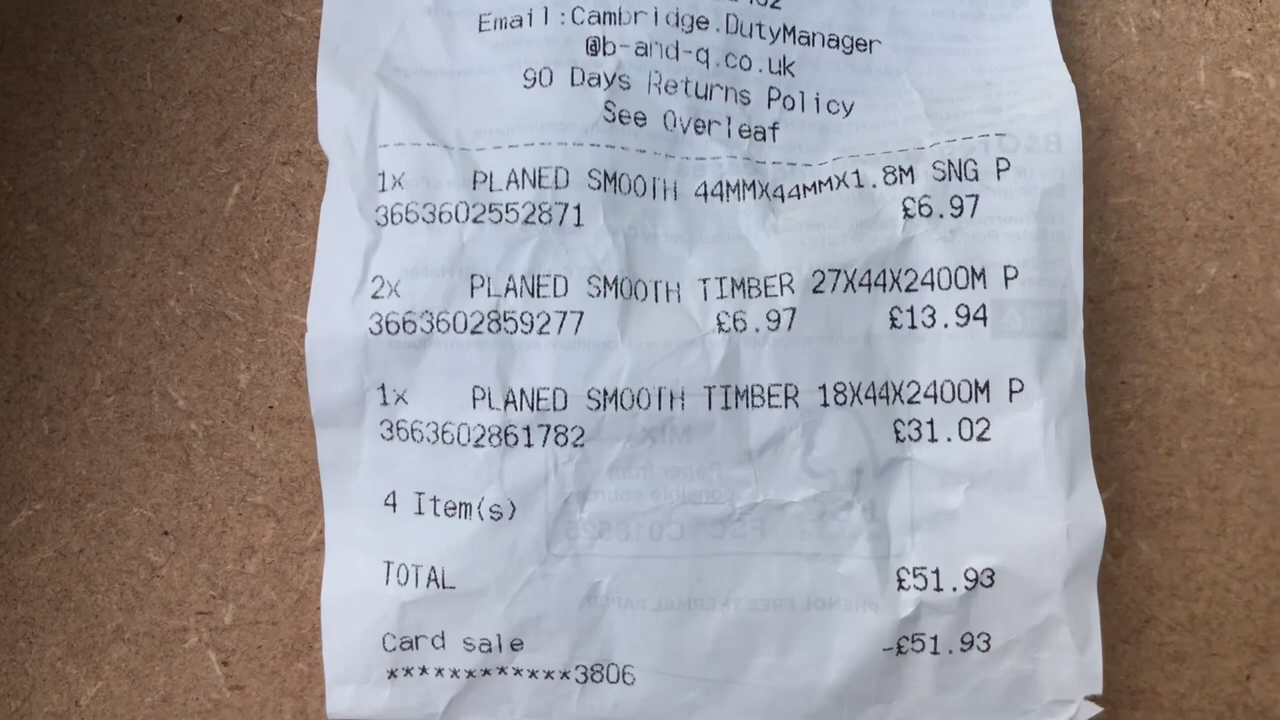 Email:Cambridge.DutyManager
@b-and-q.co.uk
90 Days Returns Policy
See Overleaf
1x PLANED SMOOTH 44MMX44MMX1.8M SNG P
3663602552871 £6.97
2x PLANED SMOOTH TIMBER 27X44X2400M P
3663602859277 £6.97 £13.94
1x PLANED SMOOTH TIMBER 18X44X2400M P
3663602861782 £31.02
4 Item(s)
TOTAL £51.93
Card sale -£51.93
************3806